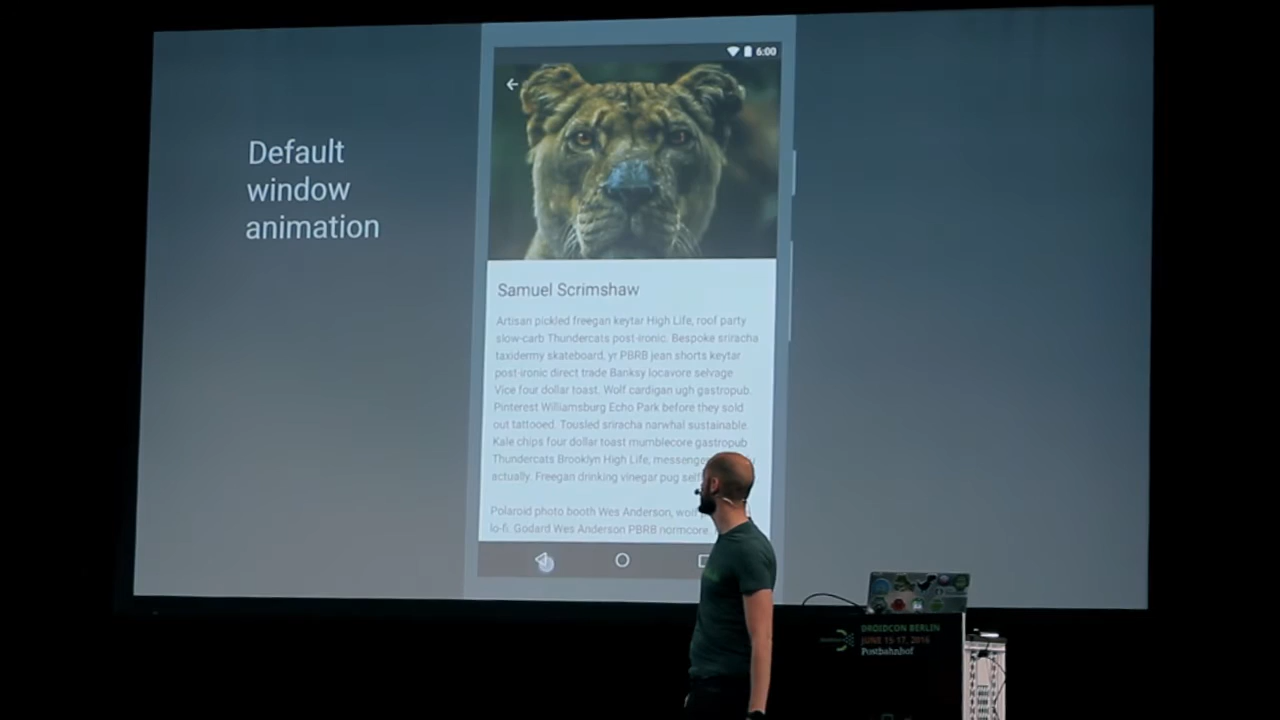 Default
window
animation
6:00
Samuel Scrimshaw
Artisan pickled freegan keytar High Life, roof party
slow-carb Thundercats post-ironic. Bespoke sriracha
taxidermy skateboard, yr PBRB jean shorts keytar
post-ironic direct trade Banksy locavore selvage
Vice four dollar toast. Wolf cardigan ugh gastropub.
Pinterest Williamsburg Echo Park before they sold
out tattooed. Tousled sriracha narwhal sustainable.
Kale chips four dollar toast mumblecore gastropub
Thundercats Brooklyn High Life, messenger
actually. Freegan drinking vinegar pug self
Polaroid photo booth Wes Anderson, wolf
lo-fi. Godard Wes Anderson PBRB normcore.
DROIDCON BERLIN
JUNE 15-17, 2016
Postbahnhof